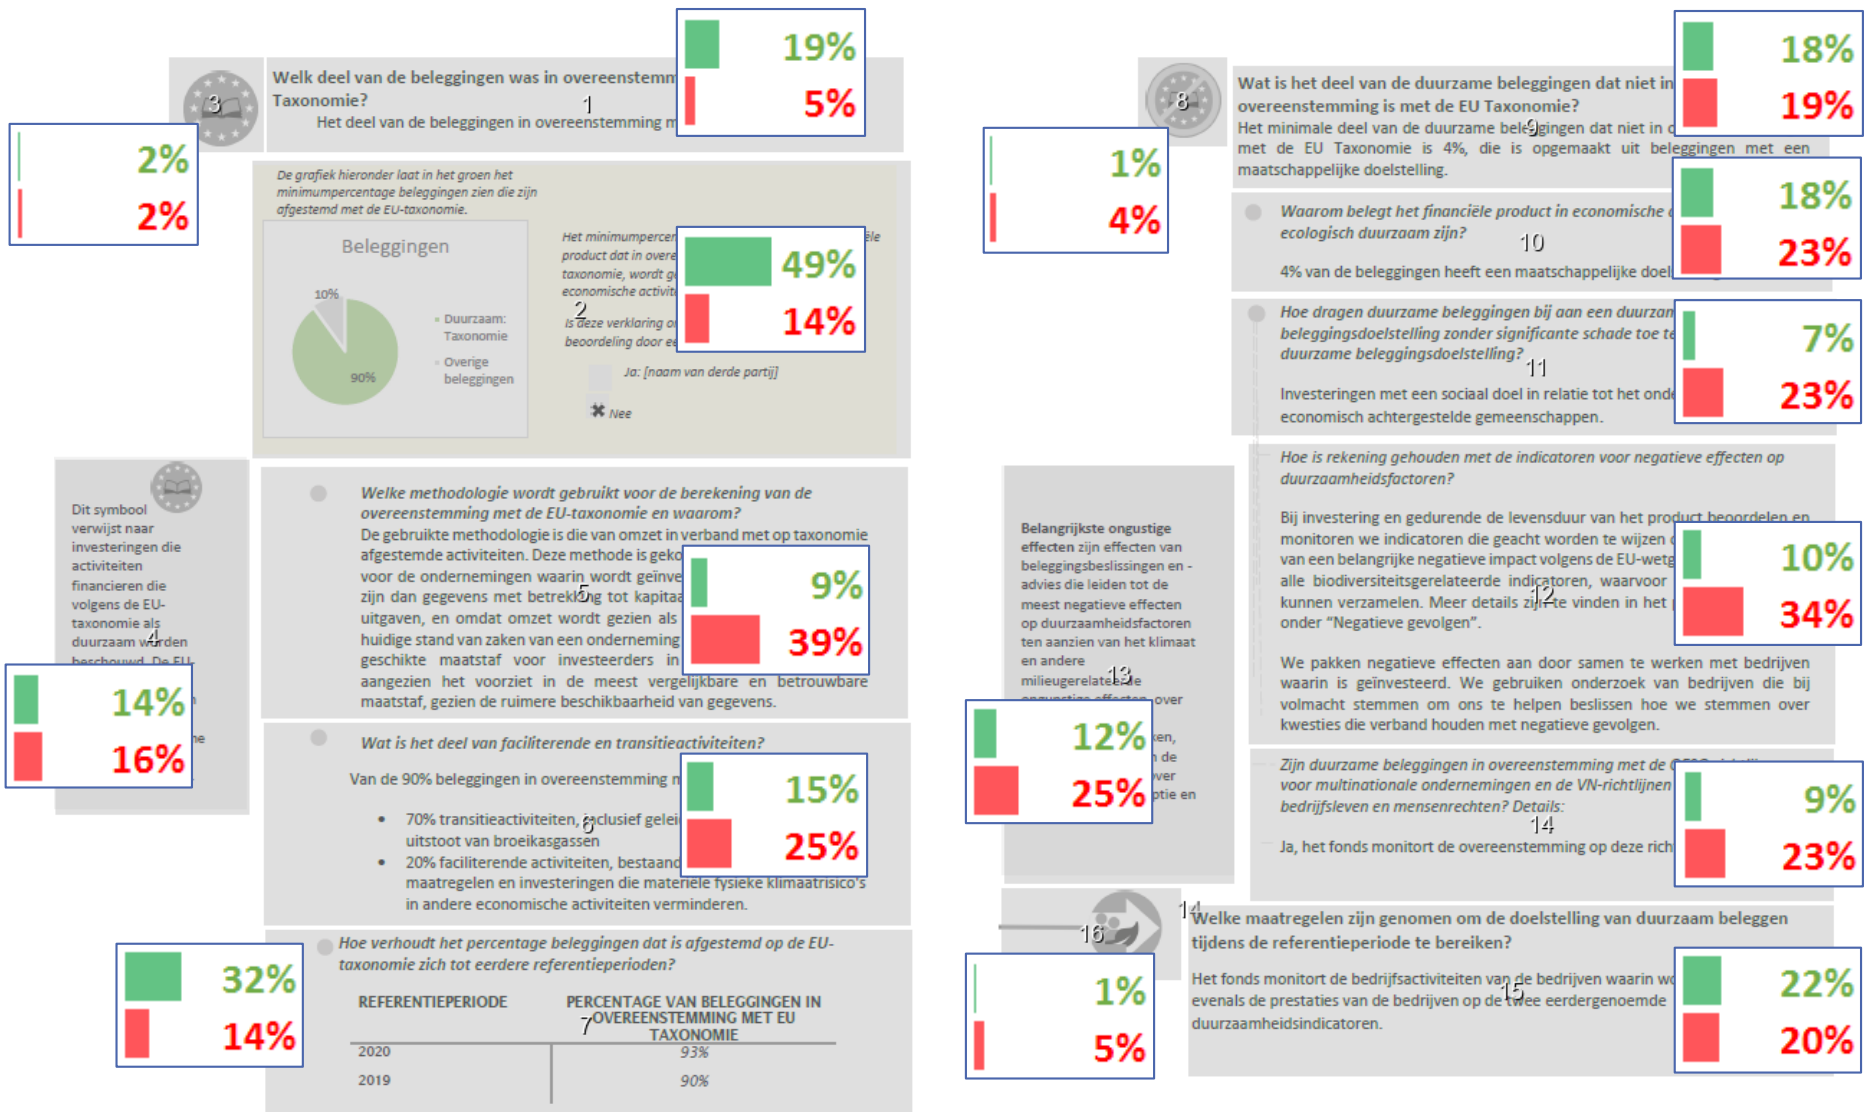 Welk deel van de beleggingen was in overeenstemm
Taxonomie?
Het deel van de beleggingen in overeenstemming m
3
1
19%
5%
2%
2%
De grafiek hieronder laat in het groen het
minimumpercentage beleggingen zien die zijn
afgestemd met de EU-taxonomie.
Beleggingen
10%
90%
Duurzaam:
Taxonomie
Overige
beleggingen
Het minimumpercen
product dat in overe
taxonomie, wordt
economische activite
2
Is deze verklaring
beoordeling door
Ja: [naam van derde partij]
Nee
49%
14%
Dit symbool
verwijst naar
investeringen die
activiteiten
financieren die
volgens de EU-
taxonomie als
duurzaam worden
beschouwd. De EU-
4
14%
16%
Welke methodologie wordt gebruikt voor de berekening van de
overeenstemming met de EU-taxonomie en waarom?
De gebruikte methodologie is die van omzet in verband met op taxonomie
afgestemde activiteiten. Deze methode is geko
voor de ondernemingen waarin wordt geïnve
zijn dan gegevens met betrekking tot kapitaa
uitgaven, en omdat omzet wordt gezien als
huidige stand van zaken van een onderneming
geschikte maatstaf voor investeerders in
aangezien het voorziet in de meest vergelijkbare en betrouwbare
maatstaf, gezien de ruimere beschikbaarheid van gegevens.
5
9%
39%
Wat is het deel van faciliterende en transitieactiviteiten?
Van de 90% beleggingen in overeenstemming m
• 70% transitieactiviteiten, inclusief gelei
uitstoot van broeikasgassen
• 20% faciliterende activiteiten, bestaand
maatregelen en investeringen die materiële fysieke klimaatrisico's
in andere economische activiteiten verminderen.
6
15%
25%
Hoe verhoudt het percentage beleggingen dat is afgestemd op de EU-
taxonomie zich tot eerdere referentieperioden?
REFERENTIEPERIODE
PERCENTAGE VAN BELEGGINGEN IN
OVEREENSTEMMING MET EU
TAXONOMIE
7
2020 93%
2019 90%
32%
14%
8
1%
4%
Wat is het deel van de duurzame beleggingen dat niet in
overeenstemming is met de EU Taxonomie?
Het minimale deel van de duurzame beleggingen dat niet in
met de EU Taxonomie is 4%, die is opgemaakt uit beleggingen met een
maatschappelijke doelstelling.
9
18%
19%
Waarom belegt het financiële product in economische
ecologisch duurzaam zijn?
10
4% van de beleggingen heeft een maatschappelijke doel
18%
23%
Hoe dragen duurzame beleggingen bij aan een duurzam
beleggingsdoelstelling zonder significante schade toe te
duurzame beleggingsdoelstelling?
11
Investeringen met een sociaal doel in relatie tot het onde
economisch achtergestelde gemeenschappen.
7%
23%
Hoe is rekening gehouden met de indicatoren voor negatieve effecten op
duurzaamheidsfactoren?
Bij investering en gedurende de levensduur van het product beoordelen en
monitoren we indicatoren die geacht worden te wijzen
van een belangrijke negatieve impact volgens de EU-wetg
alle biodiversiteitsgerelateerde indicatoren, waarvoor
kunnen verzamelen. Meer details zijn te vinden in het
onder “Negatieve gevolgen”.
12
10%
34%
We pakken negatieve effecten aan door samen te werken met bedrijven
waarin is geïnvesteerd. We gebruiken onderzoek van bedrijven die bij
volmacht stemmen om ons te helpen beslissen hoe we stemmen over
kwesties die verband houden met negatieve gevolgen.
Belangrijkste ongustige
effecten zijn effecten van
beleggingsbeslissingen en -
advies die leiden tot de
meest negatieve effecten
op duurzaamheidsfactoren
ten aanzien van het klimaat
en andere
milieugerelateerde
ongunstige effecten over
13
12%
25%
Zijn duurzame beleggingen in overeenstemming met de
voor multinationale ondernemingen en de VN-richtlijnen
bedrijfsleven en mensenrechten? Details:
14
Ja, het fonds monitort de overeenstemming op deze rich
9%
23%
14
16
1%
5%
Welke maatregelen zijn genomen om de doelstelling van duurzaam beleggen
tijdens de referentieperiode te bereiken?
Het fonds monitort de bedrijfsactiviteiten van de bedrijven waarin wo
evenals de prestaties van de bedrijven op de twee eerdergenoemde
duurzaamheidsindicatoren.
15
22%
20%